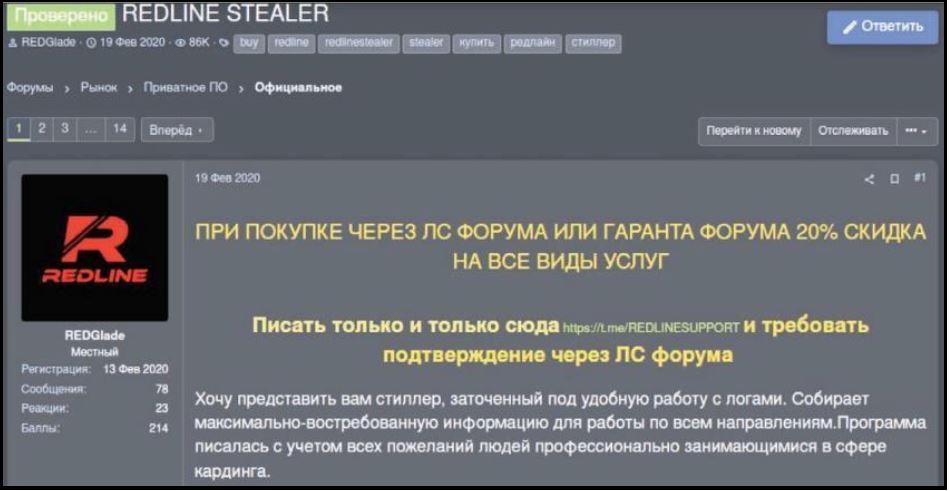 Проверено REDLINE STEALER
REDGlade · 19 Фев 2020 · 86K · buy redline redlinestealer stealer купить редлайн стиллер
Ответить
Форумы > Рынок > Приватное ПО > Официальное
1 2 3 ... 14 Вперёд
Перейти к новому Отслеживать
19 Фев 2020 #1
REDLINE
REDGlade
Местный
Регистрация: 13 Фев 2020
Сообщения: 78
Реакции: 23
Баллы: 214
ПРИ ПОКУПКЕ ЧЕРЕЗ ЛС ФОРУМА ИЛИ ГАРАНТА ФОРУМА 20% СКИДКА
НА ВСЕ ВИДЫ УСЛУГ
Писать только и только сюда https://t.me/REDLINESUPPORT и требовать
подтверждение через ЛС форума
Хочу представить вам стиллер, заточенный под удобную работу с логами. Собирает
максимально-востребованную информацию для работы по всем направлениям.Программа
писалась с учетом всех пожеланий людей профессионально занимающимися в сфере
кардинга.